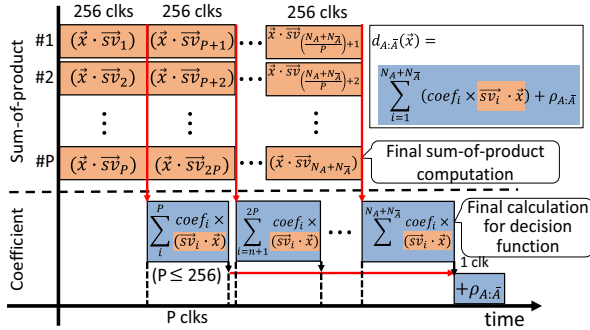 256 clks 256 clks 256 clks
#1 (x⃗ · sv⃗₁) (x⃗ · sv⃗_{P+1}) ··· x⃗ · sv⃗_{((N_A+N_Ā)/P)+1}
#2 (x⃗ · sv⃗₂) (x⃗ · sv⃗_{P+2}) ··· x⃗ · sv⃗_{((N_A+N_Ā)/P)+2}
#P (x⃗ · sv⃗_P) (x⃗ · sv⃗_{2P}) ··· (x⃗ · sv⃗_{N_A+N_Ā})
Sum-of-product
d_{A:Ā}(x⃗) =
∑_{i=1}^{N_A+N_Ā} (coef_i × sv⃗_i · x⃗) + ρ_{A:Ā}
Final sum-of-product
computation
Coefficient
∑_{i}^{P} coef_i × (sv⃗_i · x⃗)
∑_{i=n+1}^{2P} coef_i × (sv⃗_i · x⃗)
···
∑^{N_A+N_Ā} coef_i × (sv⃗_i · x⃗)
Final calculation
for decision
function
(P ≤ 256)
1 clk
+ρ_{A:Ā}
P clks
time